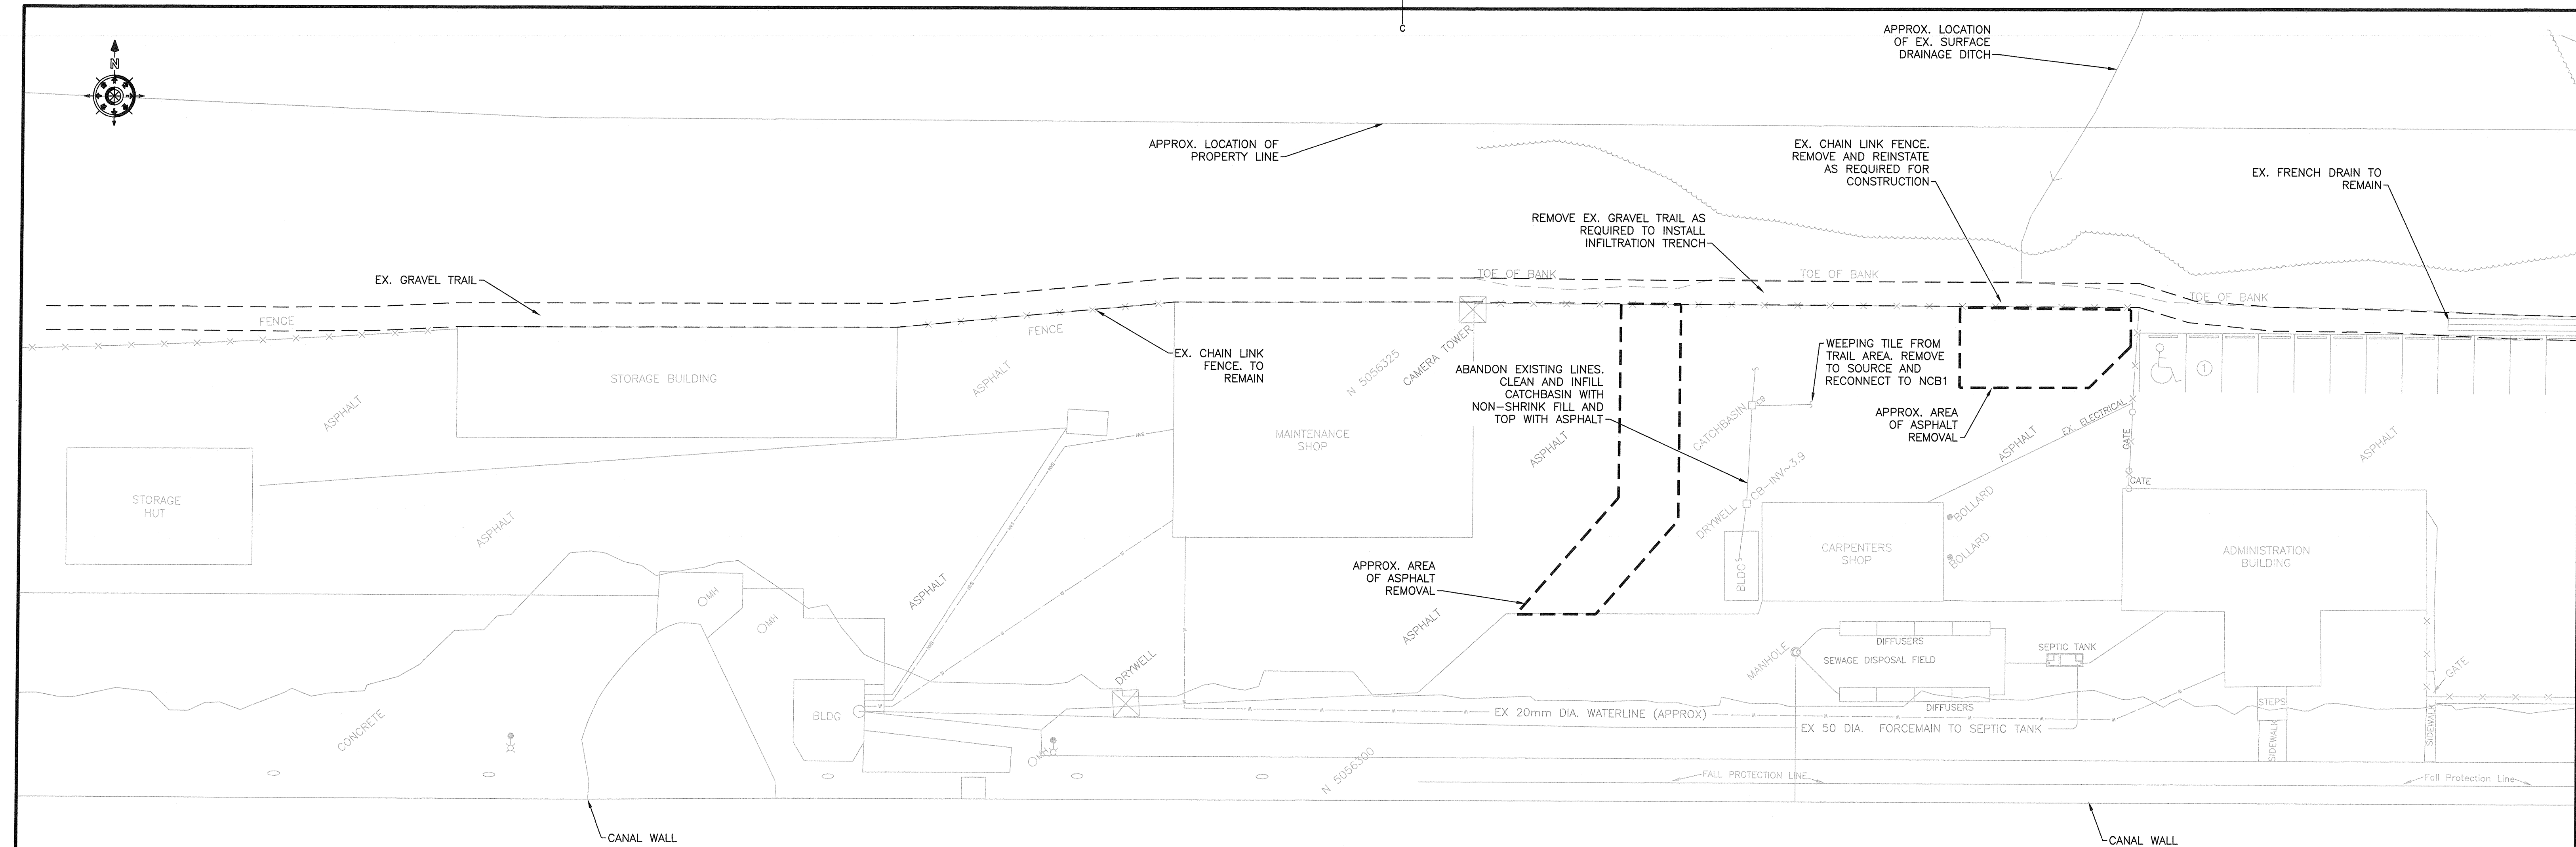 C
N
APPROX. LOCATION
OF EX. SURFACE
DRAINAGE DITCH
APPROX. LOCATION OF
PROPERTY LINE
EX. CHAIN LINK FENCE.
REMOVE AND REINSTATE
AS REQUIRED FOR
CONSTRUCTION
EX. FRENCH DRAIN TO
REMAIN
REMOVE EX. GRAVEL TRAIL AS
REQUIRED TO INSTALL
INFILTRATION TRENCH
EX. GRAVEL TRAIL
TOE OF BANK
TOE OF BANK
TOE OF BANK
FENCE
FENCE
EX. CHAIN LINK
FENCE. TO
REMAIN
STORAGE BUILDING
ASPHALT
ASPHALT
N 5056325
CAMERA TOWER
ABANDON EXISTING LINES.
CLEAN AND INFILL
CATCHBASIN WITH
NON-SHRINK FILL AND
TOP WITH ASPHALT
WEEPING TILE FROM
TRAIL AREA. REMOVE
TO SOURCE AND
RECONNECT TO NCB1
APPROX. AREA
OF ASPHALT
REMOVAL
1
CATCHBASIN
CB
EX. ELECTRICAL
GATE
GATE
ASPHALT
ASPHALT
ASPHALT
MAINTENANCE
SHOP
STORAGE
HUT
ASPHALT
DRYWELL
CB-INV~3.9
BOLLARD
BOLLARD
CARPENTERS
SHOP
BLDG
ADMINISTRATION
BUILDING
APPROX. AREA
OF ASPHALT
REMOVAL
ASPHALT
ASPHALT
MH
MH
DRYWELL
MANHOLE
DIFFUSERS
SEWAGE DISPOSAL FIELD
DIFFUSERS
SEPTIC TANK
GATE
STEPS
SIDEWALK
SIDEWALK
BLDG
CONCRETE
EX 20mm DIA. WATERLINE (APPROX)
EX 50 DIA. FORCEMAIN TO SEPTIC TANK
MH
N 5056300
FALL PROTECTION LINE
Fall Protection Line
CANAL WALL
CANAL WALL